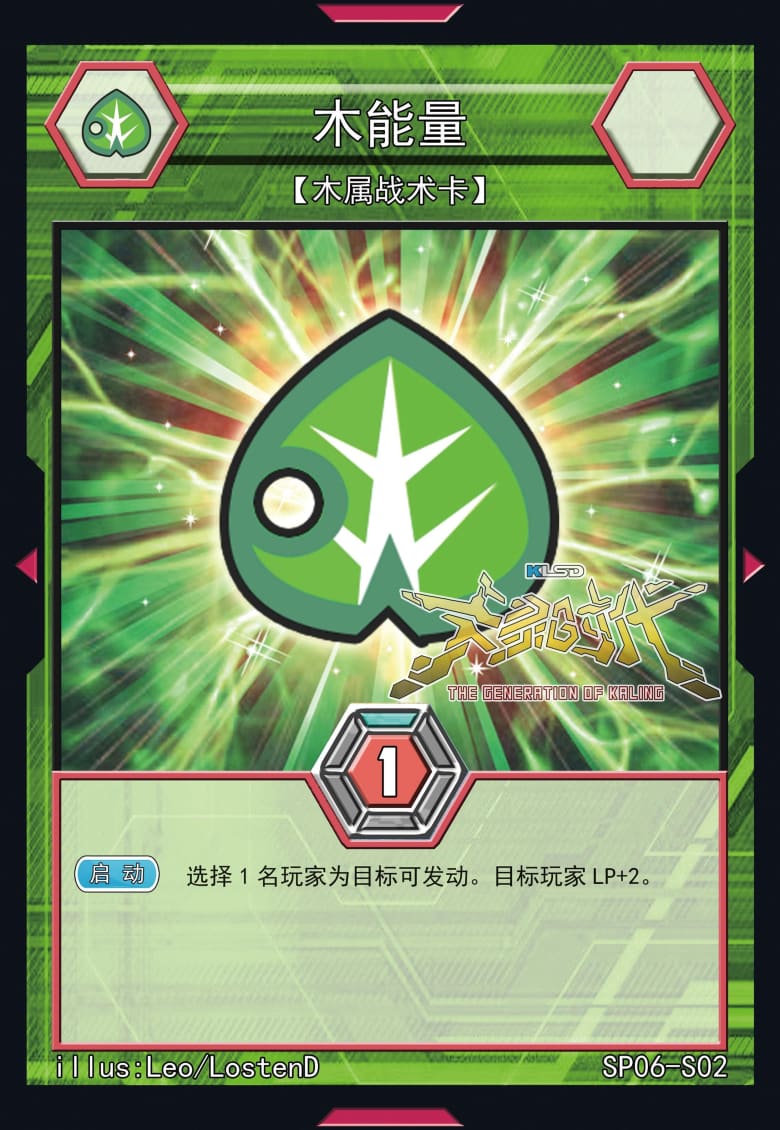 木能量
【木属战术卡】
KLSD
卡灵时代
THE GENERATION OF KALING
1
启动 选择1名玩家为目标可发动。目标玩家LP+2。
illus:Leo/LostenD
SP06-S02